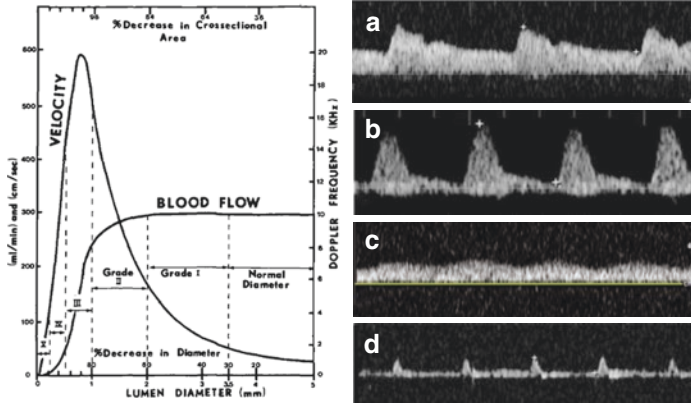 98 84 64 36
% Decrease in Crossectional
Area
a
b
c
d
600
500
400
300
200
100
0
VELOCITY
(ml/min) and (cm/sec)
BLOOD FLOW
20
18
16
14
12
10
8
6
4
2
0
DOPPLER FREQUENCY (KHz)
Grade
II
Grade I
Normal
Diameter
III
% Decrease in Diameter
80 60 40 30 20
0 1 2 3 3.5 4 5
LUMEN DIAMETER (mm)